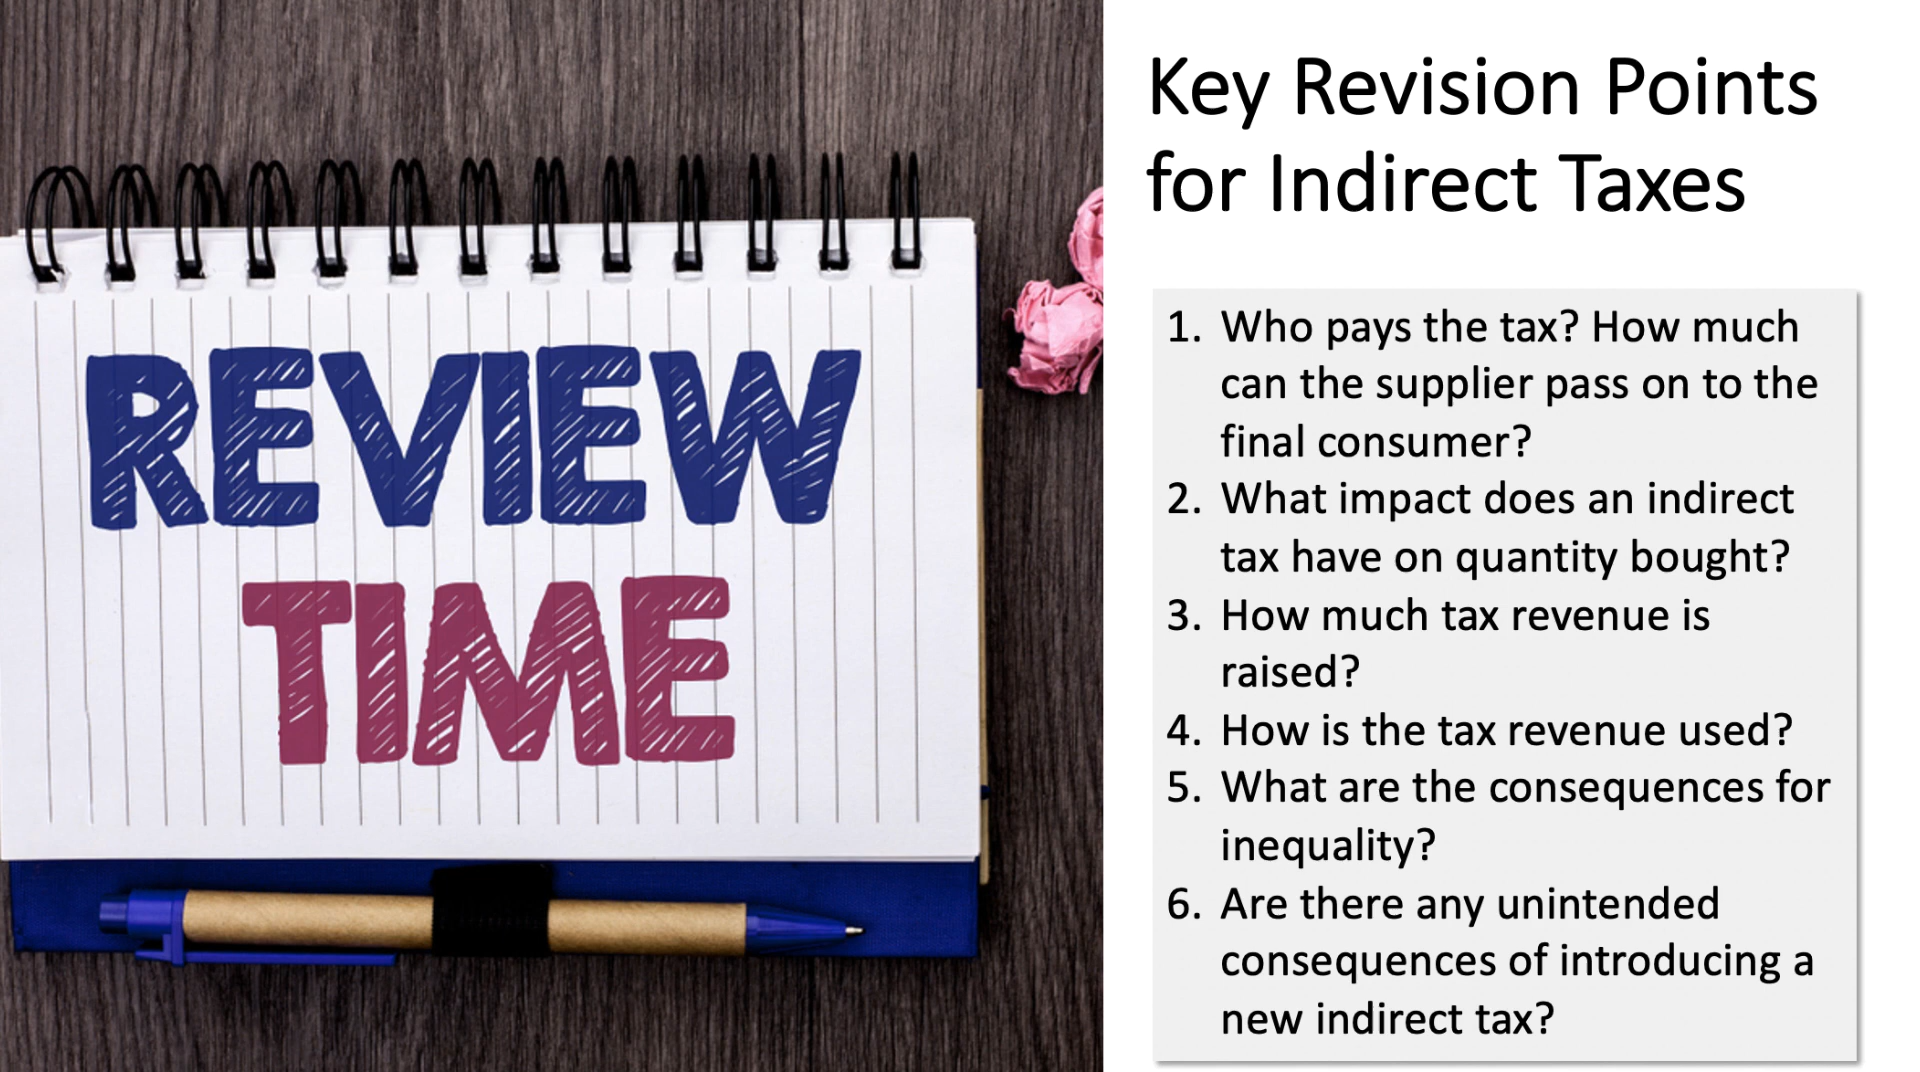 REVIEW
TIME
Key Revision Points
for Indirect Taxes
1. Who pays the tax? How much
can the supplier pass on to the
final consumer?
2. What impact does an indirect
tax have on quantity bought?
3. How much tax revenue is
raised?
4. How is the tax revenue used?
5. What are the consequences for
inequality?
6. Are there any unintended
consequences of introducing a
new indirect tax?